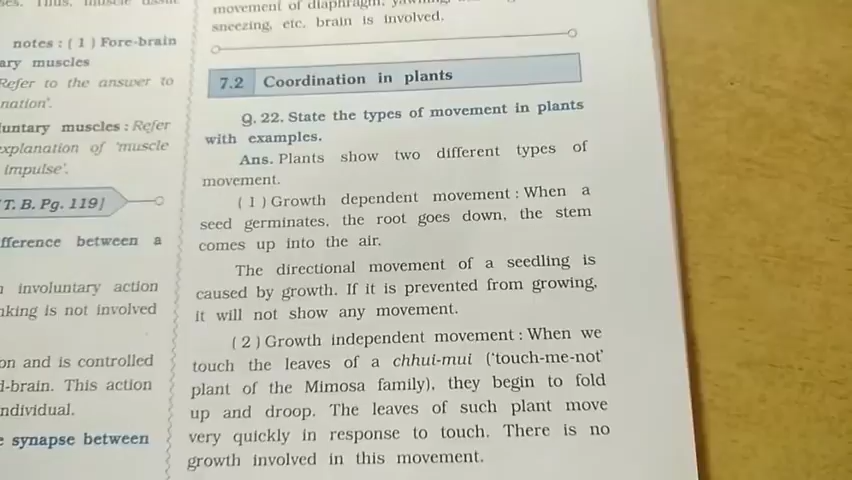 notes : ( 1 ) Fore-brain
ary muscles
Refer to the answer to
nation'.
luntary muscles : Refer
explanation of 'muscle
impulse'.
[T. B. Pg. 119]
fference between a
involuntary action
nking is not involved
on and is controlled
d-brain. This action
ndividual.
e synapse between
movement of diaphragm,
sneezing, etc. brain is involved.
7.2 Coordination in plants
Q. 22. State the types of movement in plants
with examples.
Ans. Plants show two different types of
movement.
( 1 ) Growth dependent movement : When a
seed germinates, the root goes down, the stem
comes up into the air.
The directional movement of a seedling is
caused by growth. If it is prevented from growing,
it will not show any movement.
( 2 ) Growth independent movement : When we
touch the leaves of a chhui-mui ('touch-me-not'
plant of the Mimosa family), they begin to fold
up and droop. The leaves of such plant move
very quickly in response to touch. There is no
growth involved in this movement.